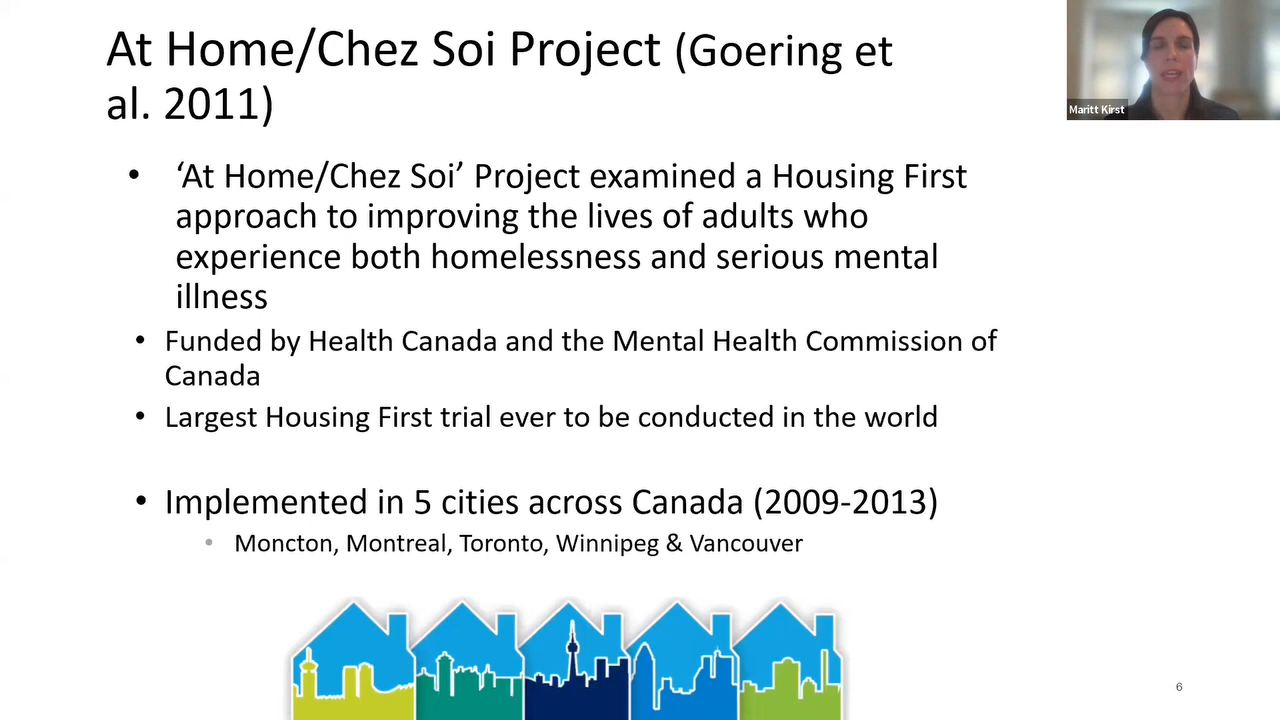 At Home/Chez Soi Project (Goering et
al. 2011)
Maritt Kirst
• ‘At Home/Chez Soi’ Project examined a Housing First
approach to improving the lives of adults who
experience both homelessness and serious mental
illness
• Funded by Health Canada and the Mental Health Commission of
Canada
• Largest Housing First trial ever to be conducted in the world
• Implemented in 5 cities across Canada (2009-2013)
• Moncton, Montreal, Toronto, Winnipeg & Vancouver
6